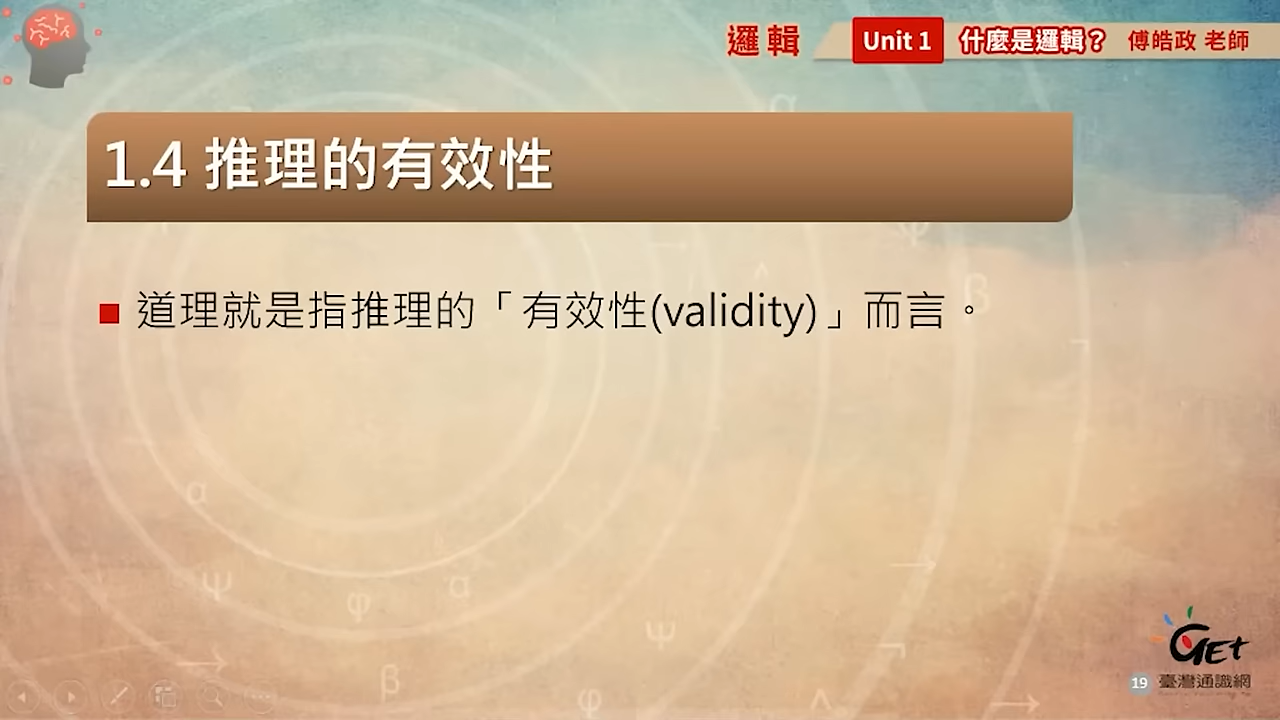 邏輯 Unit 1 什麼是邏輯? 傅皓政 老師
1.4 推理的有效性
道理就是指推理的「有效性(validity)」而言。
GET
19 臺灣通識網